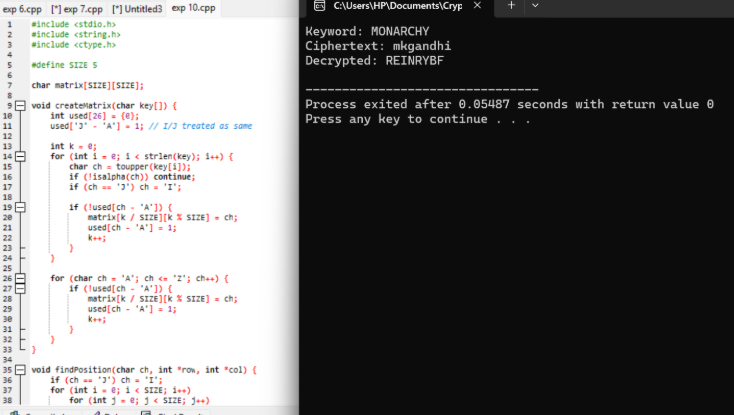 exp 6.cpp [*] exp 7.cpp [*] Untitled3 exp 10.cpp
1 #include <stdio.h>
2 #include <string.h>
3 #include <ctype.h>
4
5 #define SIZE 5
6
7 char matrix[SIZE][SIZE];
8
9 void createMatrix(char key[]) {
10 int used[26] = {0};
11 used['J' - 'A'] = 1; // I/J treated as same
12
13 int k = 0;
14 for (int i = 0; i < strlen(key); i++) {
15 char ch = toupper(key[i]);
16 if (!isalpha(ch)) continue;
17 if (ch == 'J') ch = 'I';
18
19 if (!used[ch - 'A']) {
20 matrix[k / SIZE][k % SIZE] = ch;
21 used[ch - 'A'] = 1;
22 k++;
23 }
24 }
25
26 for (char ch = 'A'; ch <= 'Z'; ch++) {
27 if (!used[ch - 'A']) {
28 matrix[k / SIZE][k % SIZE] = ch;
29 used[ch - 'A'] = 1;
30 k++;
31 }
32 }
33 }
34
35 void findPosition(char ch, int *row, int *col) {
36 if (ch == 'J') ch = 'I';
37 for (int i = 0; i < SIZE; i++)
38 for (int j = 0; j < SIZE; j++)
C:\Users\HP\Documents\Cryp
Keyword: MONARCHY
Ciphertext: mkgandhi
Decrypted: REINRYBF
--------------------------------
Process exited after 0.05487 seconds with return value 0
Press any key to continue . . .